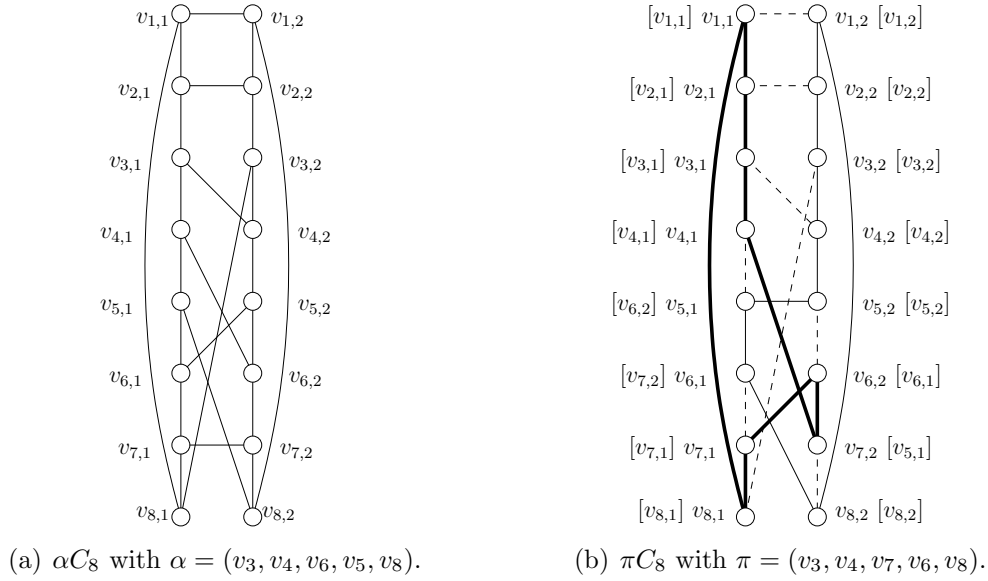 v1,1 v1,2 [v1,1] v1,1 v1,2 [v1,2]
v2,1 v2,2 [v2,1] v2,1 v2,2 [v2,2]
v3,1 v3,2 [v3,1] v3,1 v3,2 [v3,2]
v4,1 v4,2 [v4,1] v4,1 v4,2 [v4,2]
v5,1 v5,2 [v6,2] v5,1 v5,2 [v5,2]
v6,1 v6,2 [v7,2] v6,1 v6,2 [v6,1]
v7,1 v7,2 [v7,1] v7,1 v7,2 [v5,1]
v8,1 v8,2 [v8,1] v8,1 v8,2 [v8,2]
(a) αC8 with α = (v3, v4, v6, v5, v8). (b) πC8 with π = (v3, v4, v7, v6, v8).